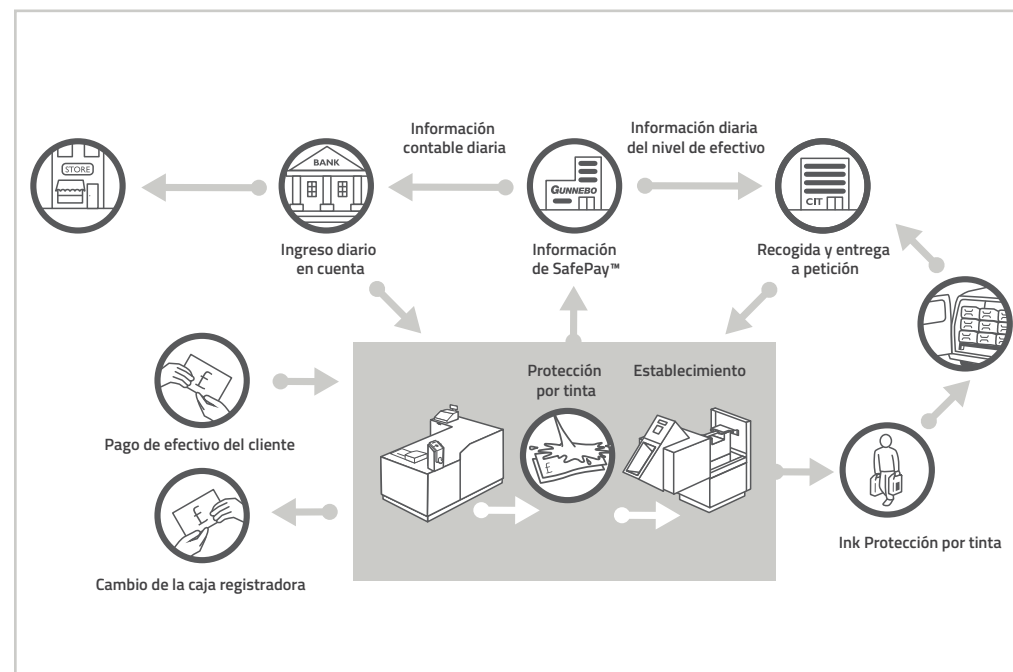 Información
contable diaria
Información diaria
del nivel de efectivo
STORE
BANK
GUNNEBO
CIT
Ingreso diario
en cuenta
Información
de SafePay™
Recogida y entrega
a petición
Protección
por tinta
Establecimiento
£
£
Pago de efectivo del cliente
£
Ink Protección por tinta
Cambio de la caja registradora